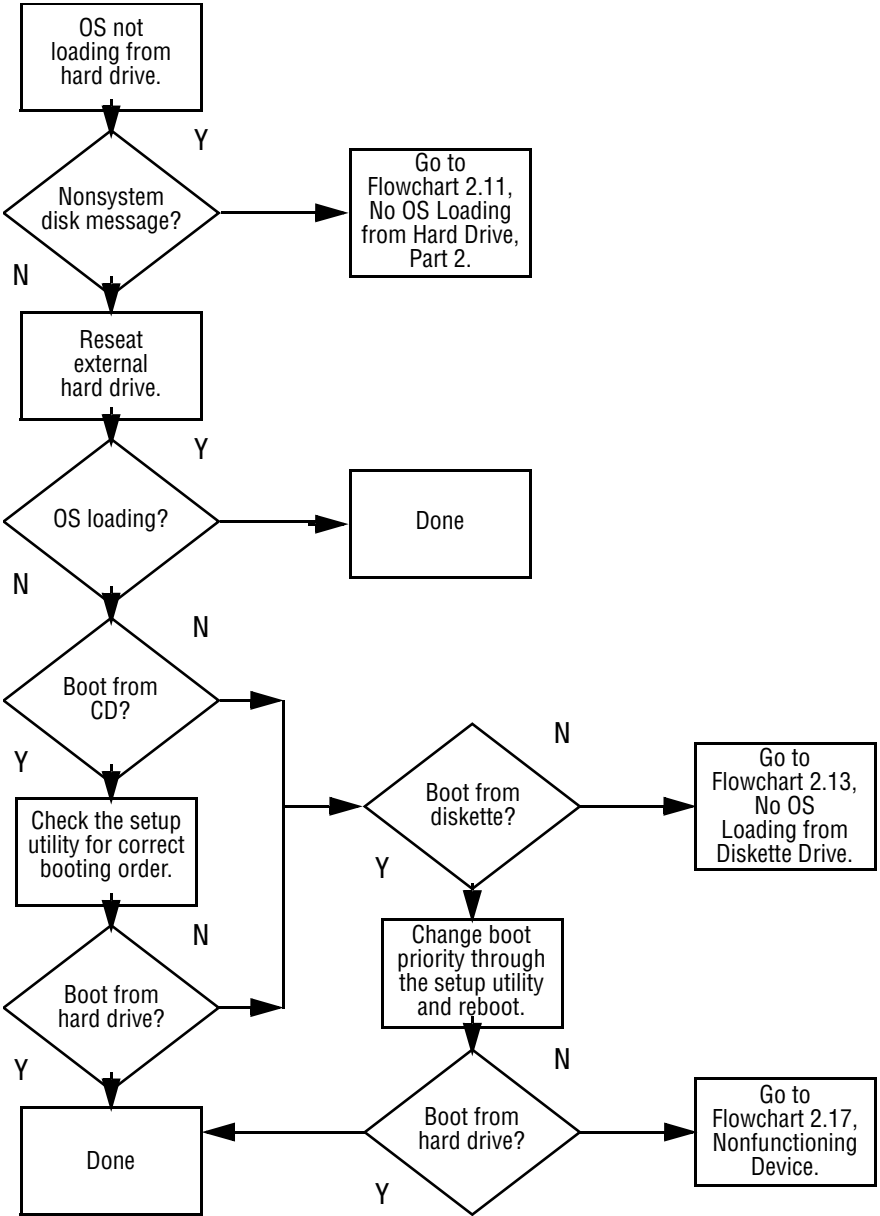 OS not
loading from
hard drive.
Y
Nonsystem
disk message?
Go to
Flowchart 2.11,
No OS Loading
from Hard Drive,
Part 2.
N
Reseat
external
hard drive.
Y
OS loading?
Done
N
N
Boot from
CD?
Y
N
Boot from
diskette?
Go to
Flowchart 2.13,
No OS
Loading from
Diskette Drive.
Y
Check the setup
utility for correct
booting order.
N
Boot from
hard drive?
Y
Change boot
priority through
the setup utility
and reboot.
N
Boot from
hard drive?
Go to
Flowchart 2.17,
Nonfunctioning
Device.
Y
Done